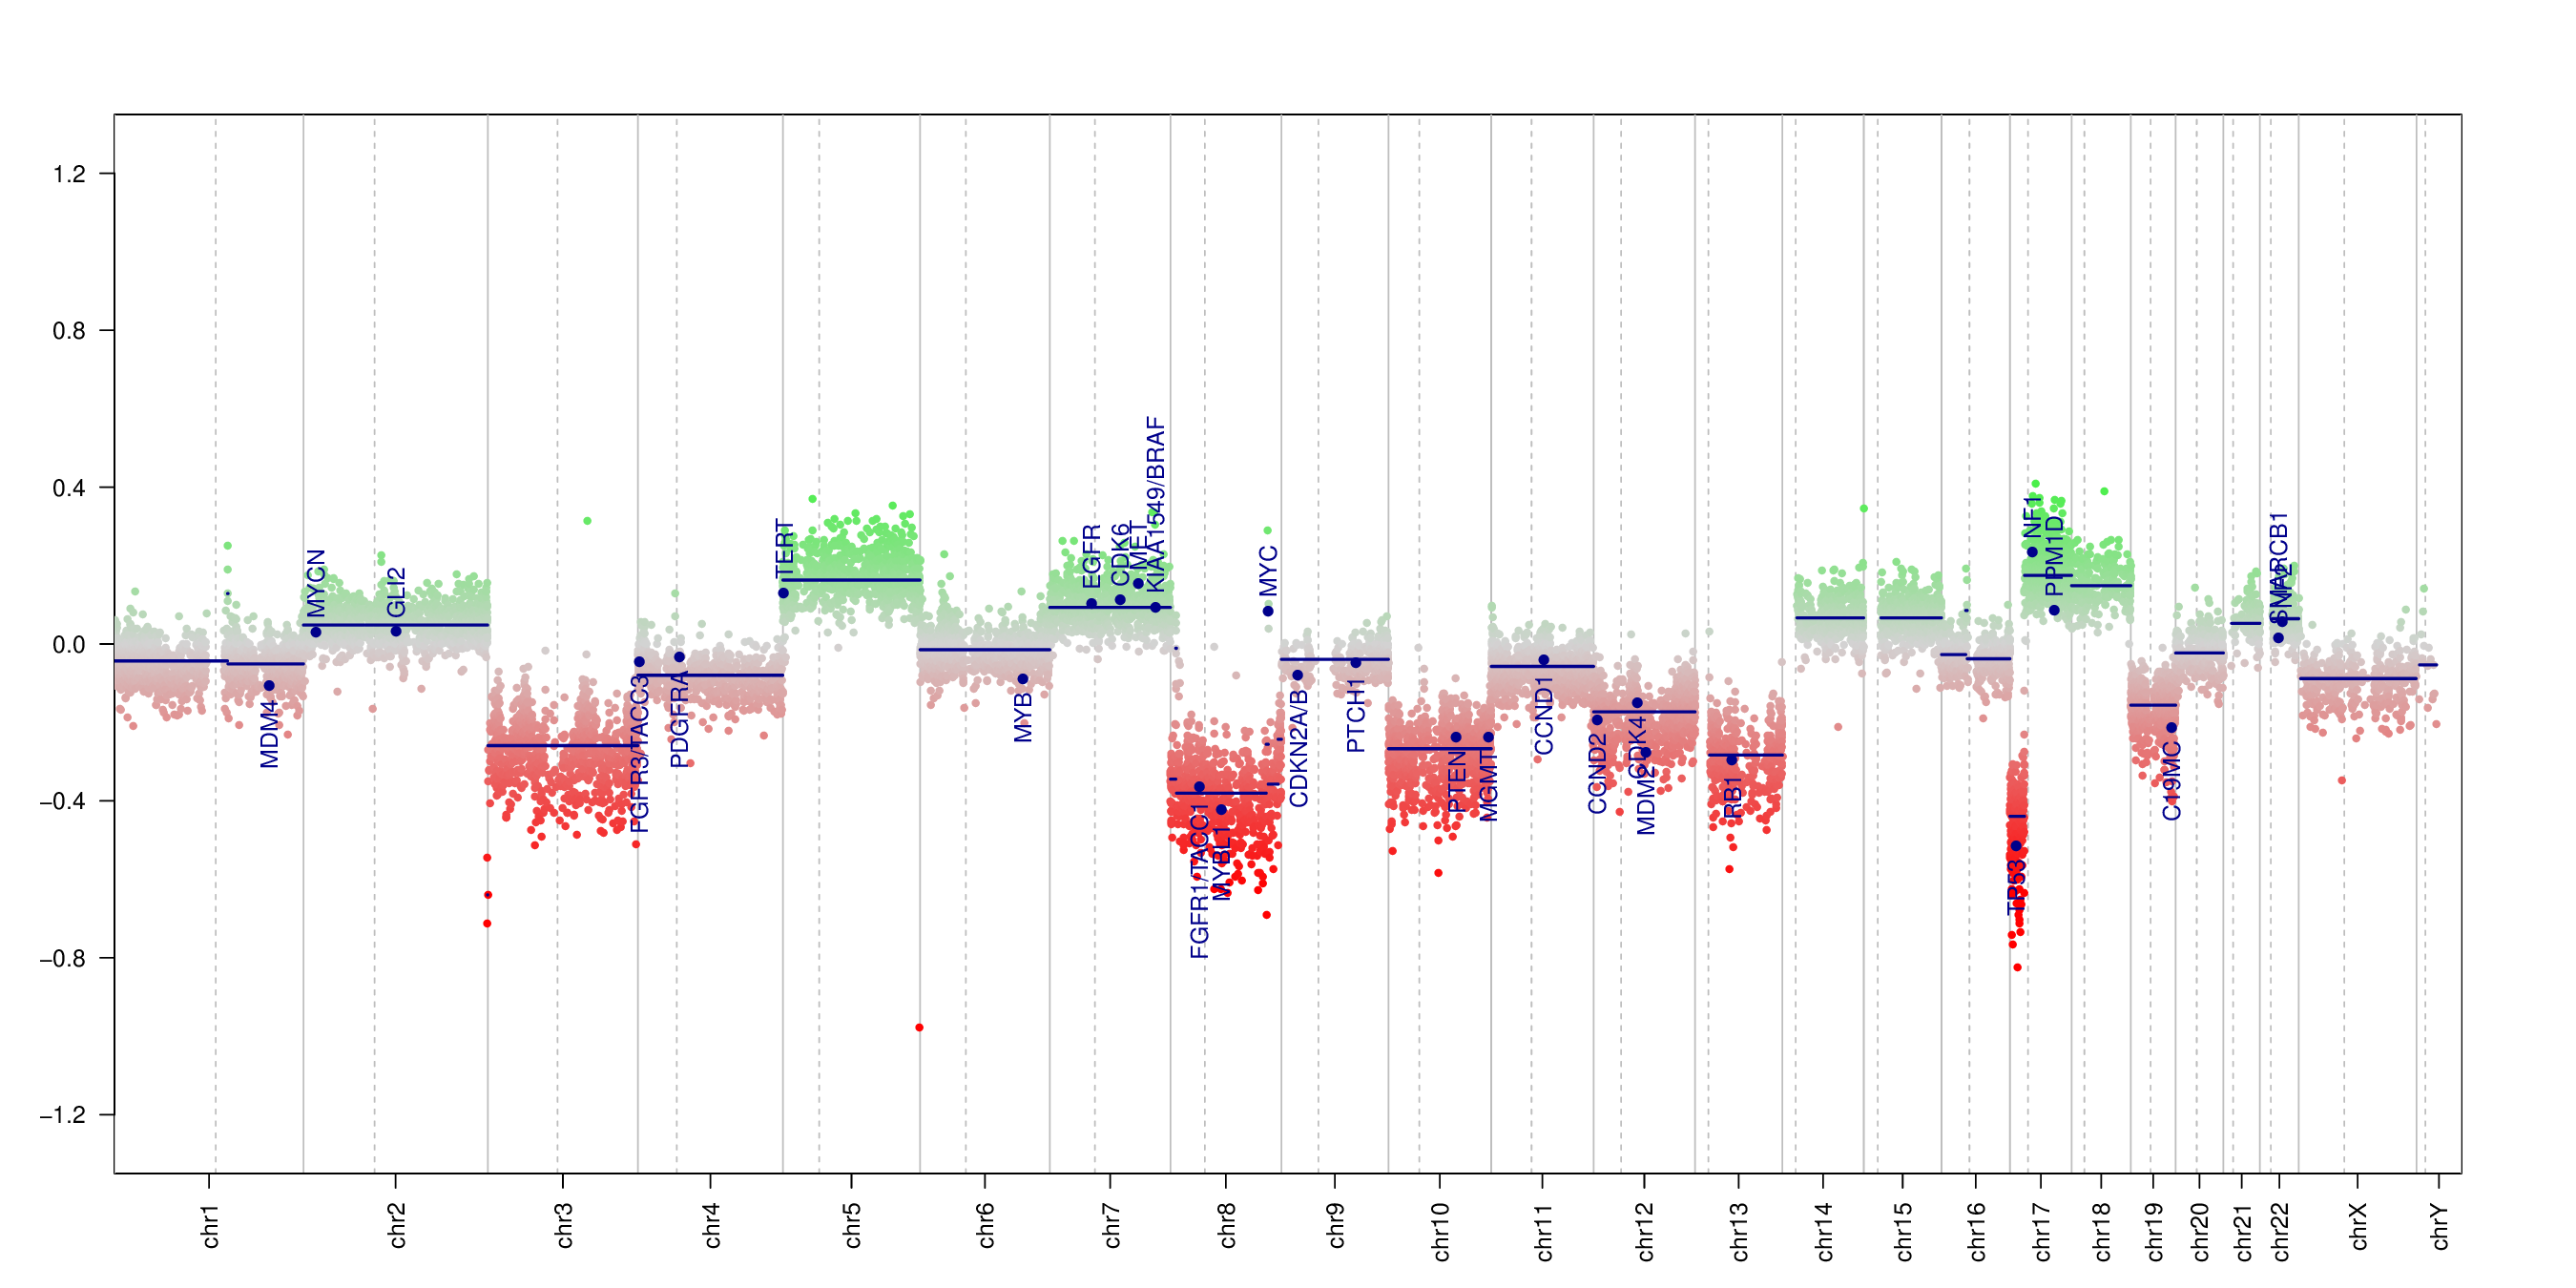 1.2
0.8
0.4
0.0
−0.4
−0.8
−1.2
MDM4
MYCN
GLI2
FGFR3/TACC3
PDGFRA
TERT
MYB
EGFR
CDK6
MET
KIAA1549/BRAF
FGFR1/TACC1
MYBL1
MYC
CDKN2A/B
PTCH1
PTEN
MGMT
CCND1
CCND2
CDK4
MDM2
RB1
TP53
NF1
PPM1D
C19MC
SMARCB1
NF2
chr1
chr2
chr3
chr4
chr5
chr6
chr7
chr8
chr9
chr10
chr11
chr12
chr13
chr14
chr15
chr16
chr17
chr18
chr19
chr20
chr21
chr22
chrX
chrY